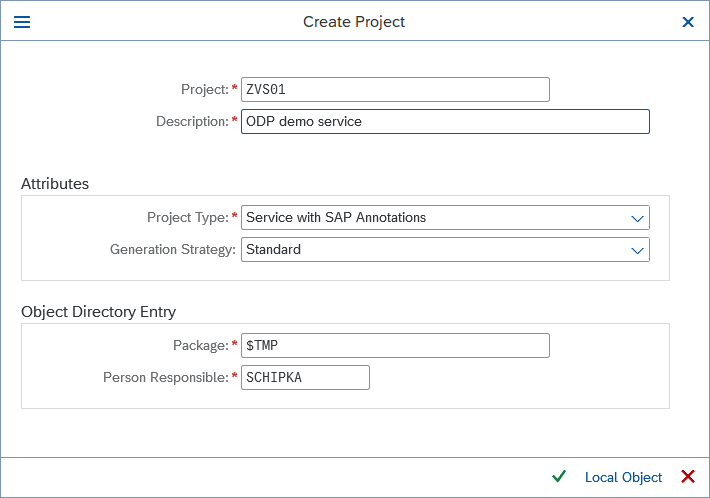 Create Project
Project:* ZVS01
Description:* ODP demo service
Attributes
Project Type:* Service with SAP Annotations
Generation Strategy: Standard
Object Directory Entry
Package:* $TMP
Person Responsible:* SCHIPKA
Local Object